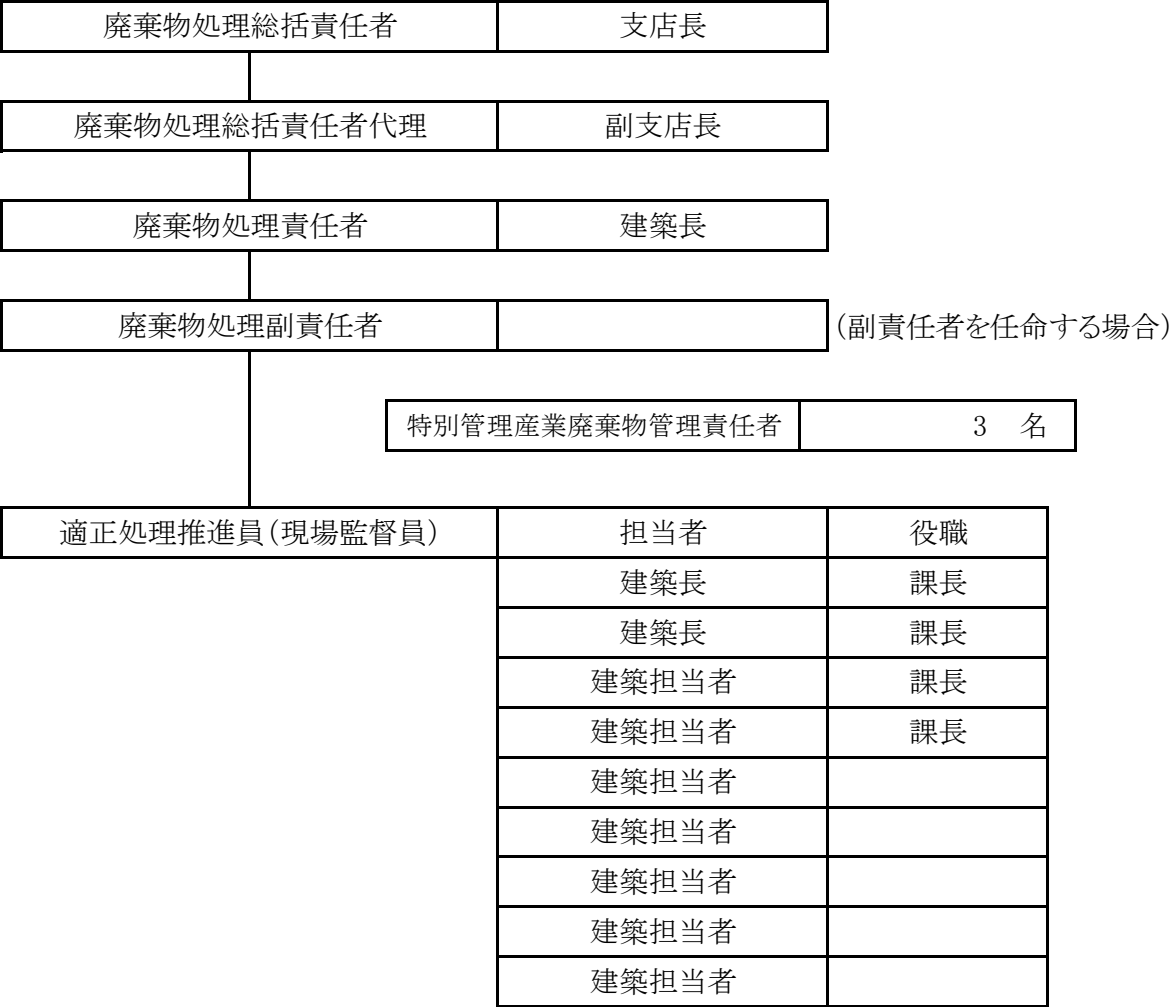 廃棄物処理総括責任者 支店長
廃棄物処理総括責任者代理 副支店長
廃棄物処理責任者 建築長
廃棄物処理副責任者 (副責任者を任命する場合)
特別管理産業廃棄物管理責任者 3 名
適正処理推進員(現場監督員) 担当者 役職
建築長 課長
建築長 課長
建築担当者 課長
建築担当者 課長
建築担当者
建築担当者
建築担当者
建築担当者
建築担当者